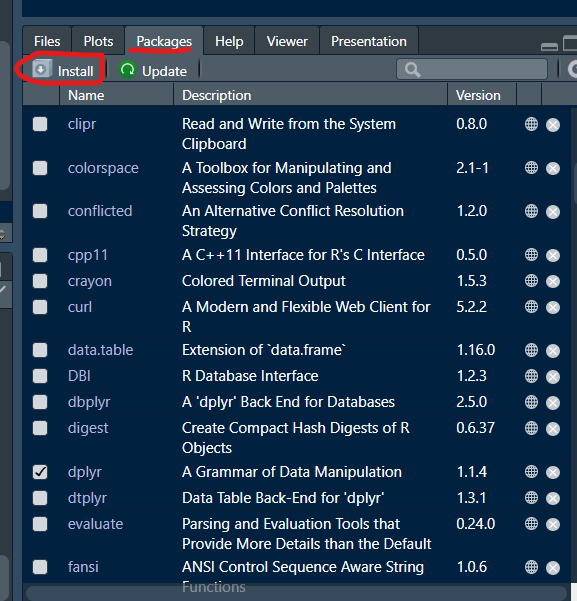 Files Plots Packages Help Viewer Presentation
Install Update
Name Description Version
clipr Read and Write from the System 0.8.0
Clipboard
colorspace A Toolbox for Manipulating and 2.1-1
Assessing Colors and Palettes
conflicted An Alternative Conflict Resolution 1.2.0
Strategy
cpp11 A C++11 Interface for R's C Interface 0.5.0
crayon Colored Terminal Output 1.5.3
curl A Modern and Flexible Web Client for 5.2.2
R
data.table Extension of `data.frame` 1.16.0
DBI R Database Interface 1.2.3
dbplyr A 'dplyr' Back End for Databases 2.5.0
digest Create Compact Hash Digests of R 0.6.37
Objects
dplyr A Grammar of Data Manipulation 1.1.4
dtplyr Data Table Back-End for 'dplyr' 1.3.1
evaluate Parsing and Evaluation Tools that 0.24.0
Provide More Details than the Default
fansi ANSI Control Sequence Aware String 1.0.6
Functions